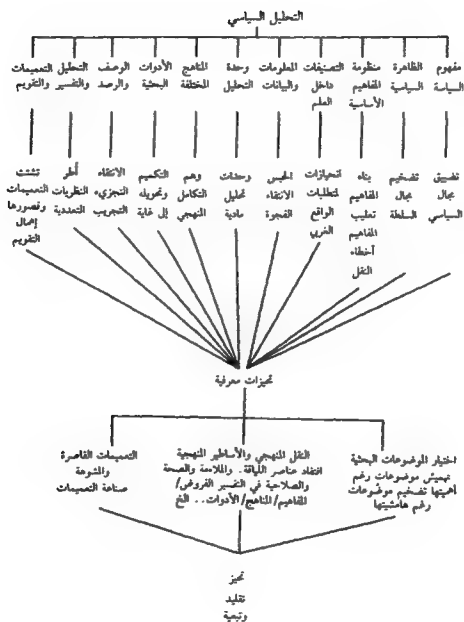 التحليل السياسي
مفهوم
السياسة
الظاهرة
السياسية
منظومة
المفاهيم
الأساسية
التصنيفات
داخل
العلم
المعلومات
والبيانات
وحدة
التحليل
المناهج
المختلفة
الأدوات
البحثية
الوصف
والرصد
التحليل
والتفسير
التعميمات
والتقويم
تضييق
مجال
السياسي
تضخيم
مجال
السلطة
بناء
المفاهيم
تعليب
المفاهيم
أخطاء
النقل
انحيازات
لمتطلبات
الواقع
الغربي
الحبس
الانتقاء
الفجوة
وحدات
تحليل
مادية
وهم
التكامل
المنهجي
التكميم
وتحويله
إلى غاية
الانتقاء
التجزيء
التجريب
أطر
النظريات
التعددية
تشتت
التعميمات
وقصورها
إهمال
التقويم
تحيزات معرفية
اختيار الموضوعات البحثية
تهميش موضوعات رغم
أهميتها تضخيم موضوعات
رغم هامشيتها
النقل المنهجي والأساطير المنهجية
افتقاد عناصر اللياقة.. والملاءمة والصحة
والصلاحية في التفسير الفروض/
المفاهيم/المناهج/الأدوات.. الخ
التعميمات القاصرة
والمشوهة
صناعة التعميمات
تحيز
تقليد
وتبعية